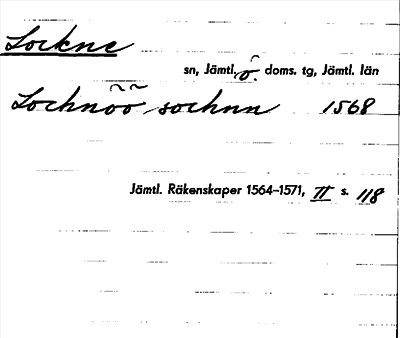 Lockne
sn, Jämtl. ö. doms. tg, Jämtl. län
Lochnöö sochnn 1568
Jämtl. Räkenskaper 1564-1571, II s. 118